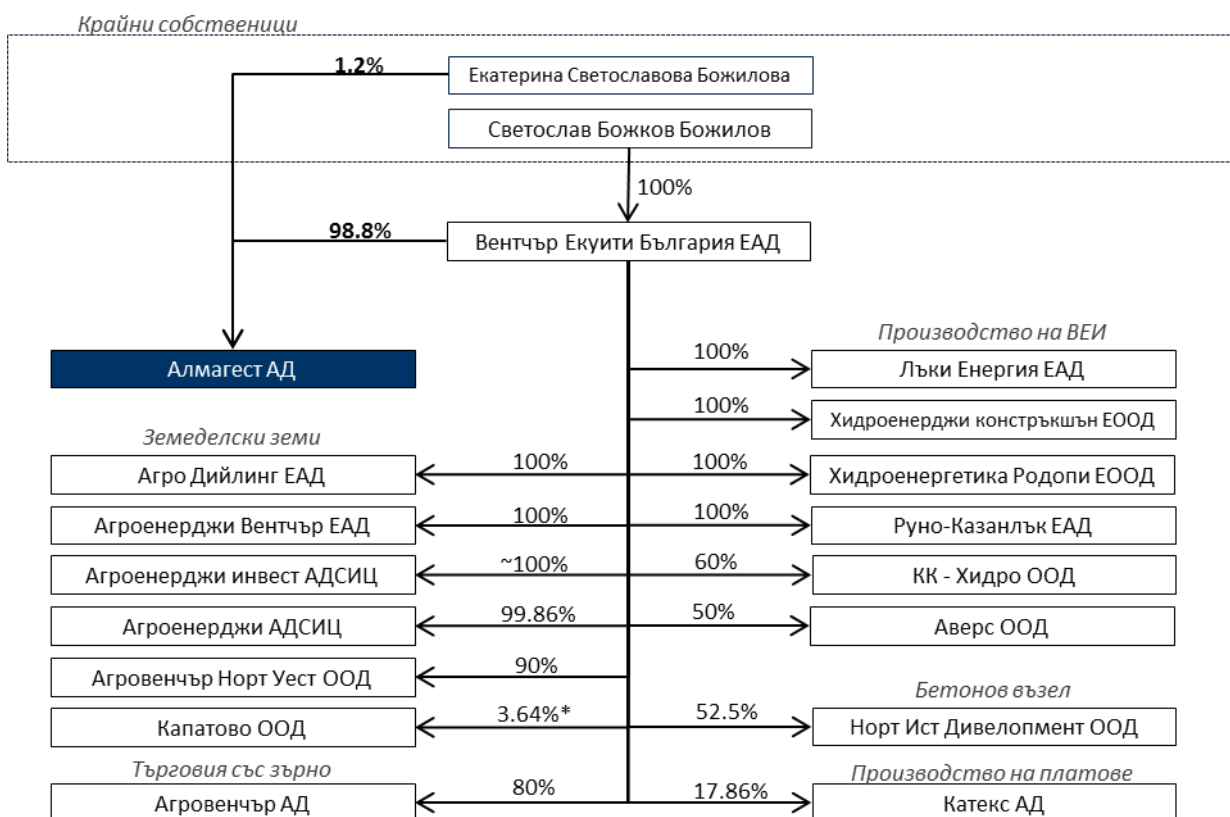 Крайни собственици
1.2%
Екатерина Светославова Божилова
Светослав Божков Божилов
100%
98.8%
Вентчър Екуити България ЕАД
Производство на ВЕИ
Алмагест АД
100%
Лъки Енергия ЕАД
100%
Хидроенерджи констръкшън ЕООД
Земеделски земи
Агро Дийлинг ЕАД
100%
100%
Хидроенергетика Родопи ЕООД
Агроенерджи Вентчър ЕАД
100%
100%
Руно-Казанлък ЕАД
Агроенерджи инвест АДСИЦ
~100%
60%
КК - Хидро ООД
Агроенерджи АДСИЦ
99.86%
50%
Аверс ООД
Агровенчър Норт Уест ООД
90%
Бетонов възел
Капатово ООД
3.64%*
52.5%
Норт Ист Дивелопмент ООД
Търговия със зърно
Производство на платове
Агровенчър АД
80%
17.86%
Катекс АД